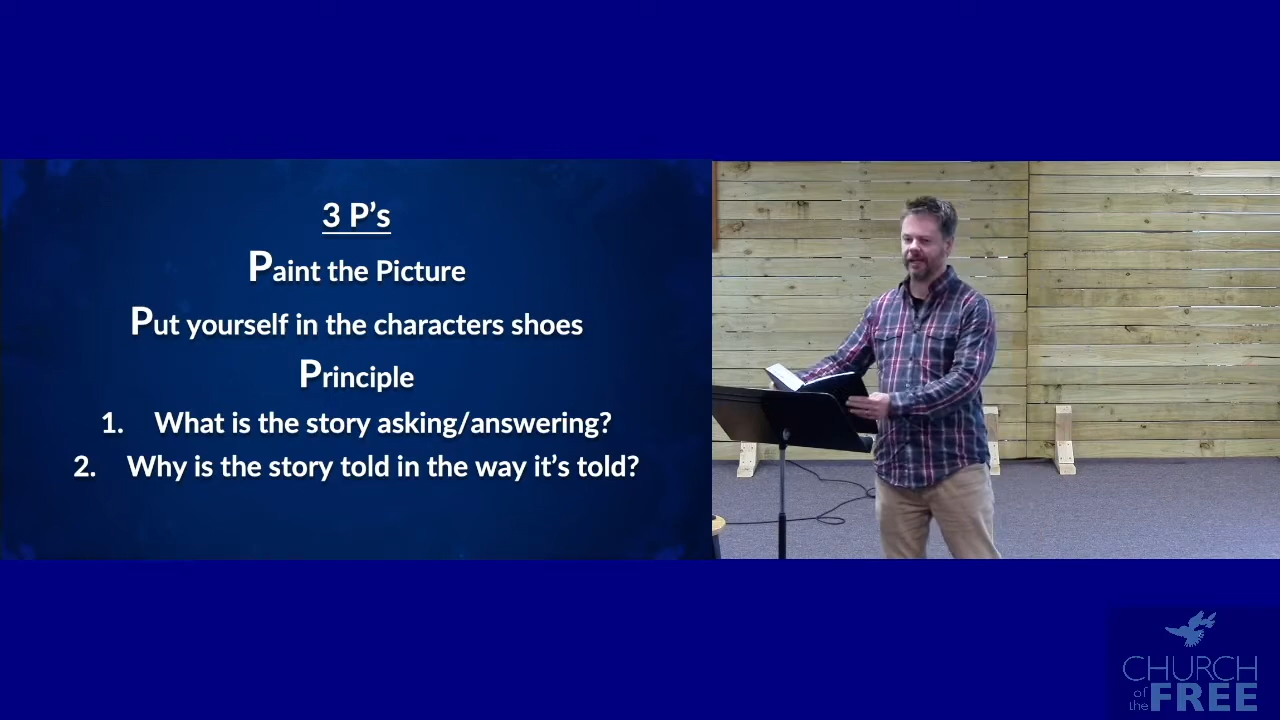 3 P’s
Paint the Picture
Put yourself in the characters shoes
Principle
1. What is the story asking/answering?
2. Why is the story told in the way it’s told?
CHURCH
of the FREE